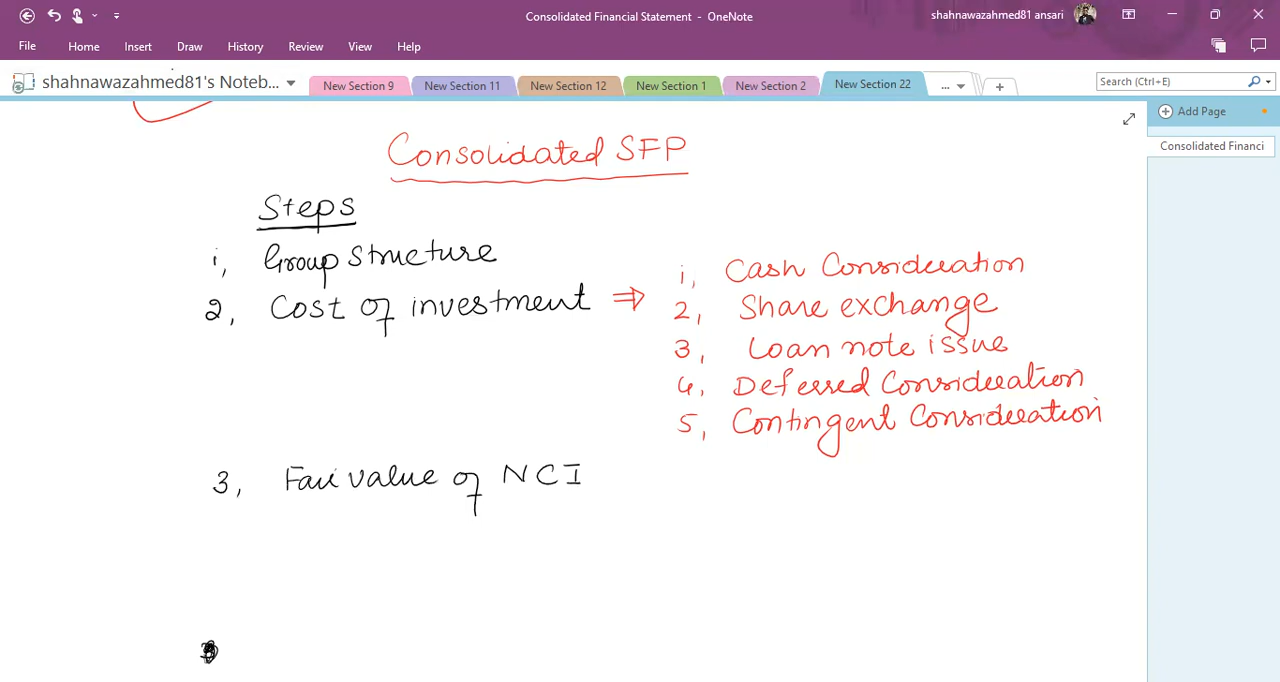 Consolidated Financial Statement - OneNote
shahnawazahmed81 ansari
File Home Insert Draw History Review View Help
shahnawazahmed81's Noteb... New Section 9 New Section 11 New Section 12 New Section 1 New Section 2 New Section 22 ... Search (Ctrl+E)
Add Page
Consolidated Financi
Consolidated SFP
Steps
i, Group structure
2, Cost of investment ⇒
i, Cash Consideration
2, Share exchange
3, Loan note issue
4, Deferred Consideration
5, Contingent Consideration
3, Fair value of NCI